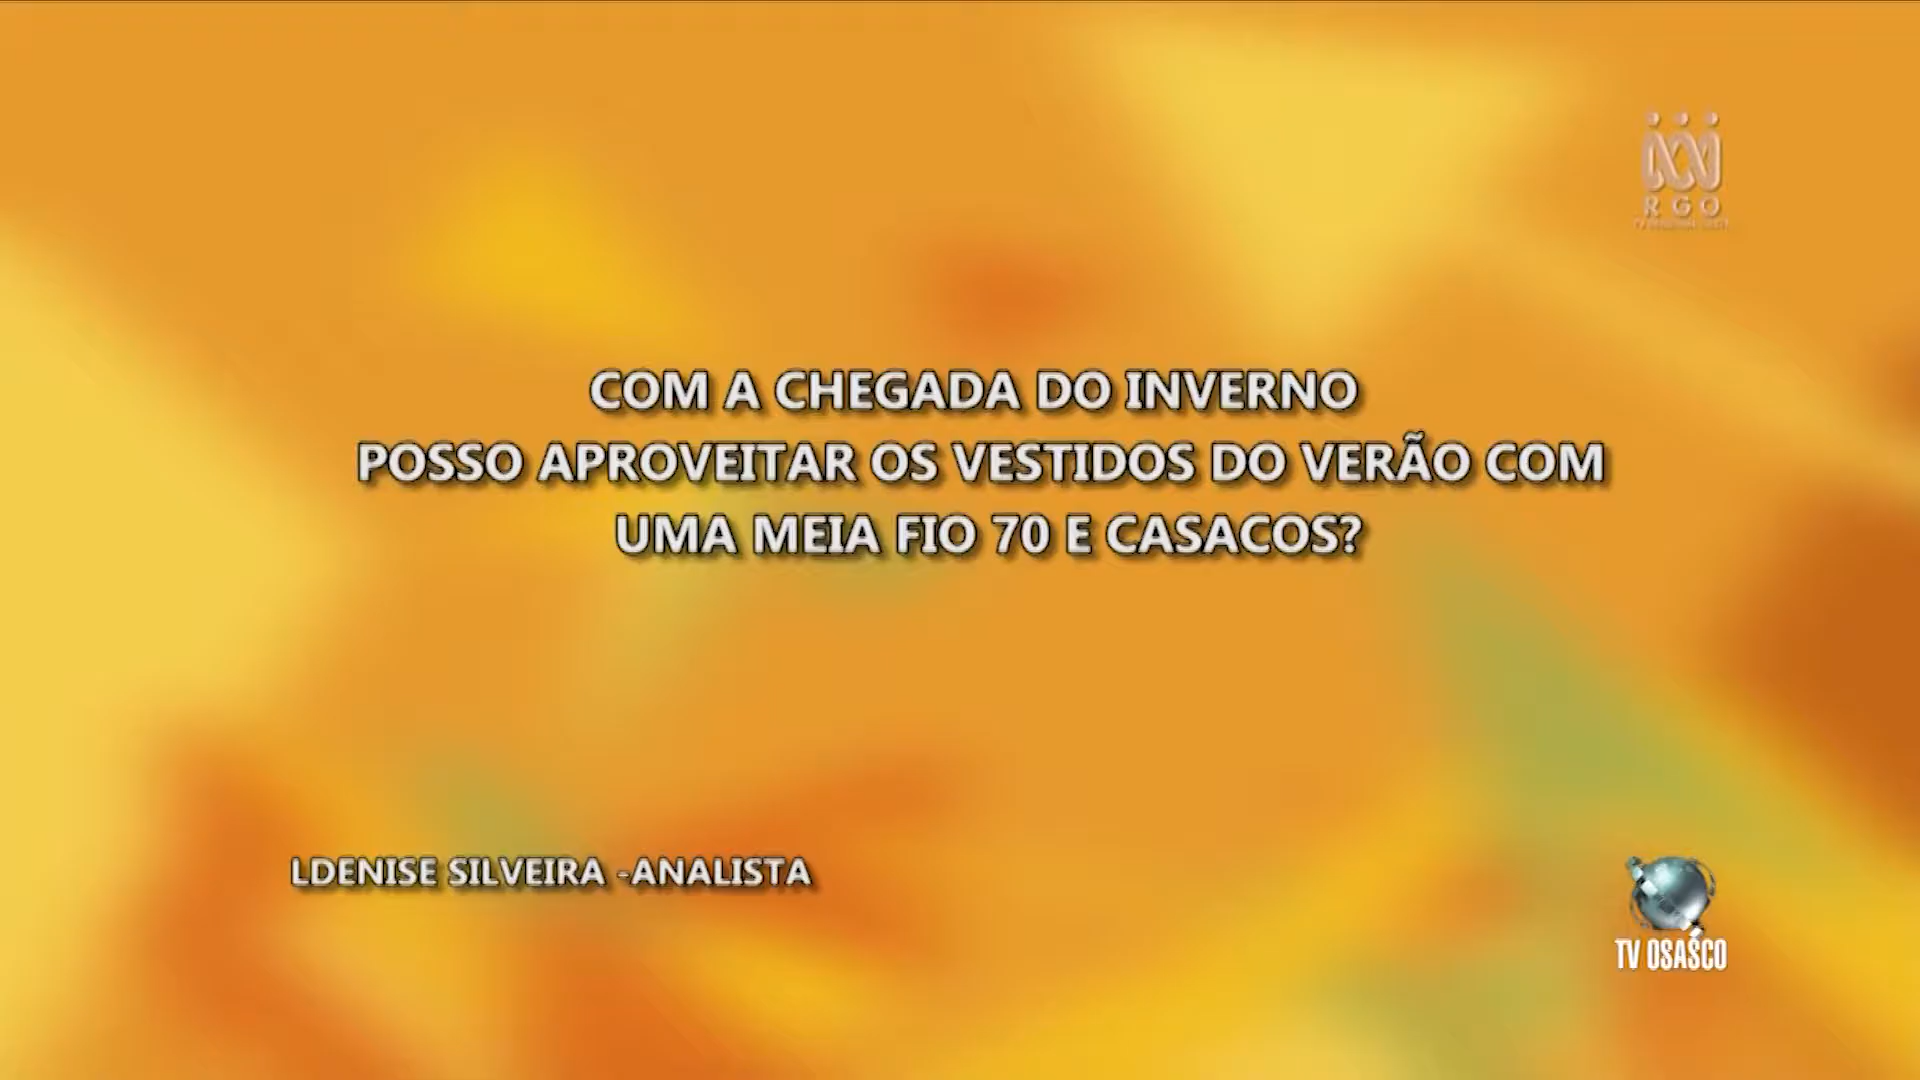 RGO
COM A CHEGADA DO INVERNO
POSSO APROVEITAR OS VESTIDOS DO VERÃO COM
UMA MEIA FIO 70 E CASACOS?
LDENISE SILVEIRA -ANALISTA
TV OSASCO